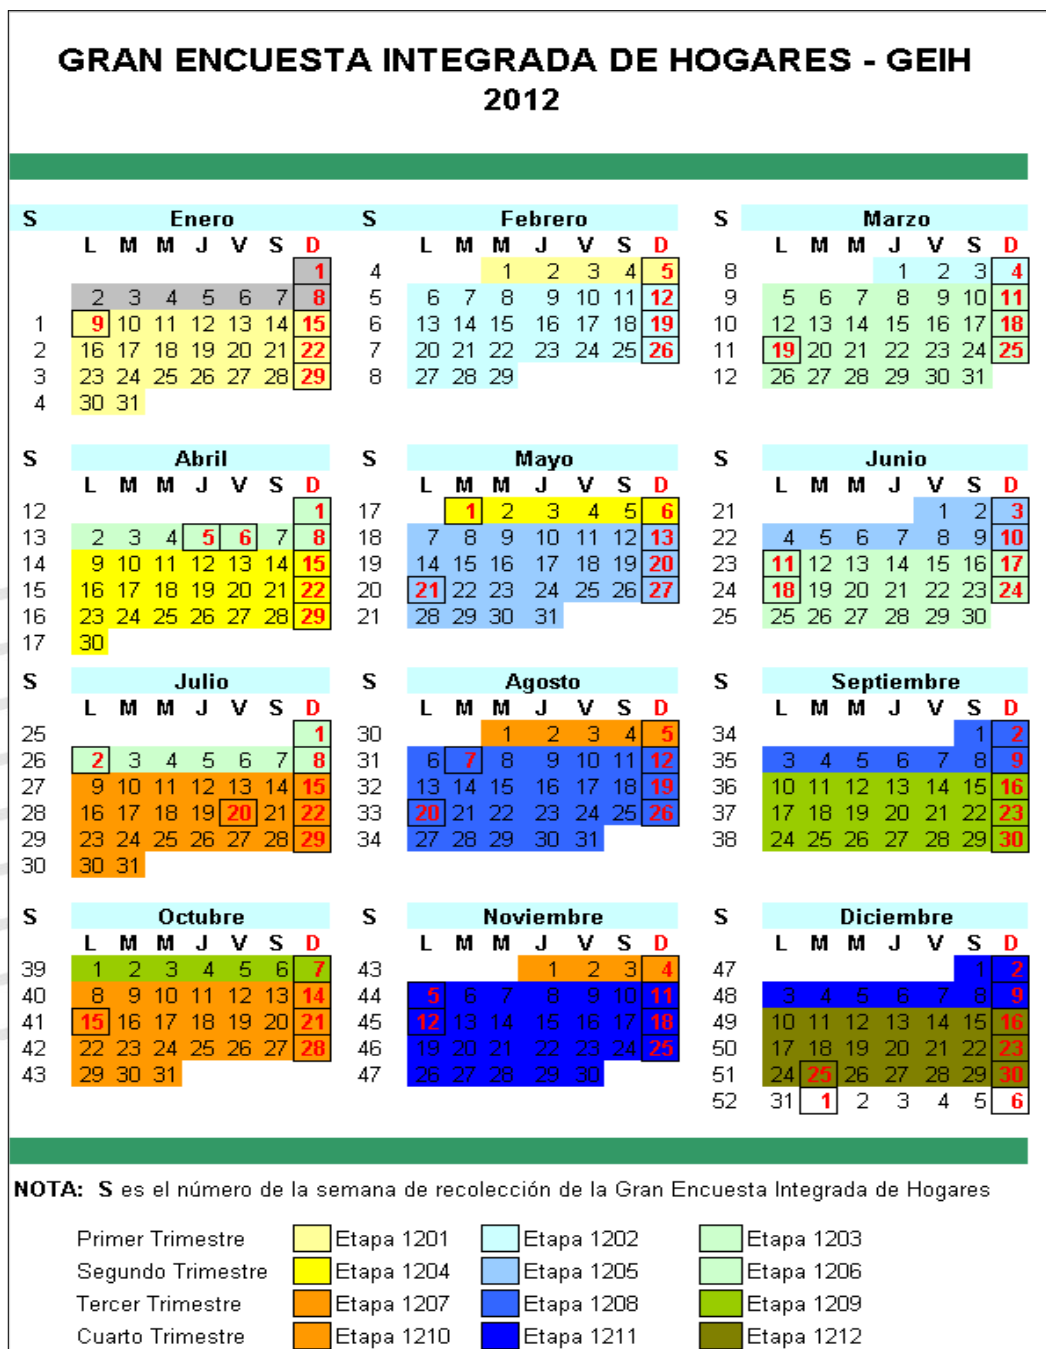 GRAN ENCUESTA INTEGRADA DE HOGARES - GEIH
2012
S Enero S Febrero S Marzo
L M M J V S D L M M J V S D L M M J V S D
1 4 1 2 3 4 5 8 1 2 3 4
2 3 4 5 6 7 8 5 6 7 8 9 10 11 12 9 5 6 7 8 9 10 11
1 9 10 11 12 13 14 15 6 13 14 15 16 17 18 19 10 12 13 14 15 16 17 18
2 16 17 18 19 20 21 22 7 20 21 22 23 24 25 26 11 19 20 21 22 23 24 25
3 23 24 25 26 27 28 29 8 27 28 29 12 26 27 28 29 30 31
4 30 31
S Abril S Mayo S Junio
L M M J V S D L M M J V S D L M M J V S D
12 1 17 1 2 3 4 5 6 21 1 2 3
13 2 3 4 5 6 7 8 18 7 8 9 10 11 12 13 22 4 5 6 7 8 9 10
14 9 10 11 12 13 14 15 19 14 15 16 17 18 19 20 23 11 12 13 14 15 16 17
15 16 17 18 19 20 21 22 20 21 22 23 24 25 26 27 24 18 19 20 21 22 23 24
16 23 24 25 26 27 28 29 21 28 29 30 31 25 25 26 27 28 29 30
17 30
S Julio S Agosto S Septiembre
L M M J V S D L M M J V S D L M M J V S D
25 1 30 1 2 3 4 5 34 1 2
26 2 3 4 5 6 7 8 31 6 7 8 9 10 11 12 35 3 4 5 6 7 8 9
27 9 10 11 12 13 14 15 32 13 14 15 16 17 18 19 36 10 11 12 13 14 15 16
28 16 17 18 19 20 21 22 33 20 21 22 23 24 25 26 37 17 18 19 20 21 22 23
29 23 24 25 26 27 28 29 34 27 28 29 30 31 38 24 25 26 27 28 29 30
30 30 31
S Octubre S Noviembre S Diciembre
L M M J V S D L M M J V S D L M M J V S D
39 1 2 3 4 5 6 7 43 1 2 3 4 47 1 2
40 8 9 10 11 12 13 14 44 5 6 7 8 9 10 11 48 3 4 5 6 7 8 9
41 15 16 17 18 19 20 21 45 12 13 14 15 16 17 18 49 10 11 12 13 14 15 16
42 22 23 24 25 26 27 28 46 19 20 21 22 23 24 25 50 17 18 19 20 21 22 23
43 29 30 31 47 26 27 28 29 30 51 24 25 26 27 28 29 30
52 31 1 2 3 4 5 6
NOTA: S es el número de la semana de recolección de la Gran Encuesta Integrada de Hogares
Primer Trimestre Etapa 1201 Etapa 1202 Etapa 1203
Segundo Trimestre Etapa 1204 Etapa 1205 Etapa 1206
Tercer Trimestre Etapa 1207 Etapa 1208 Etapa 1209
Cuarto Trimestre Etapa 1210 Etapa 1211 Etapa 1212